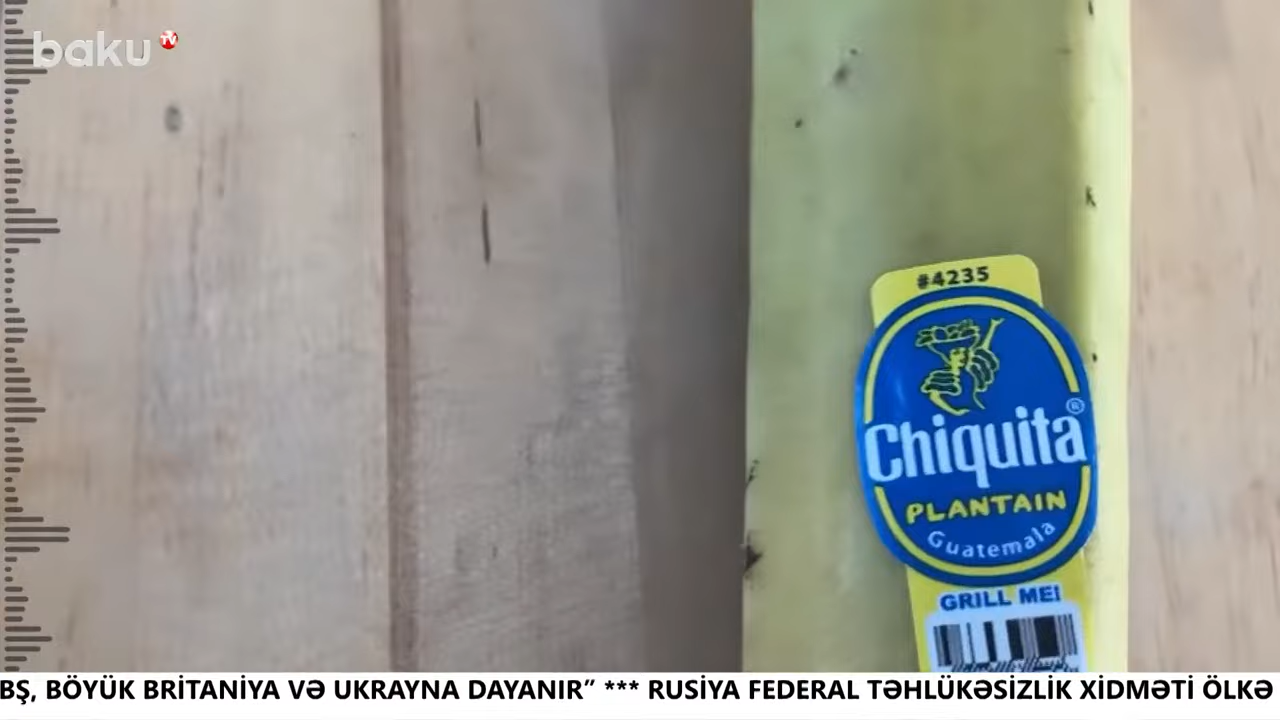 baku TV
#4235
Chiquita®
PLANTAIN
Guatemala
GRILL ME!
BŞ, BÖYÜK BRİTANİYA VƏ UKRAYNA DAYANIR” *** RUSİYA FEDERAL TƏHLÜKƏSİZLİK XİDMƏTİ ÖLKƏ